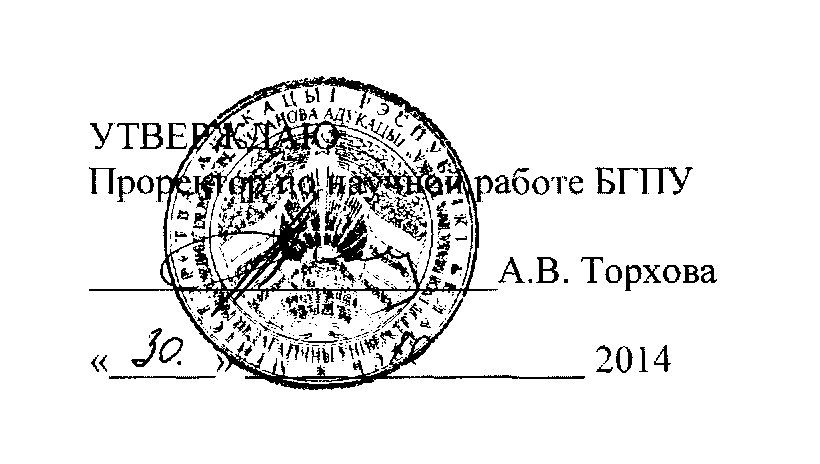 УТВЕРЖДАЮ
Проректор по научной работе БГПУ
А.В. Торхова
«30.» 2014